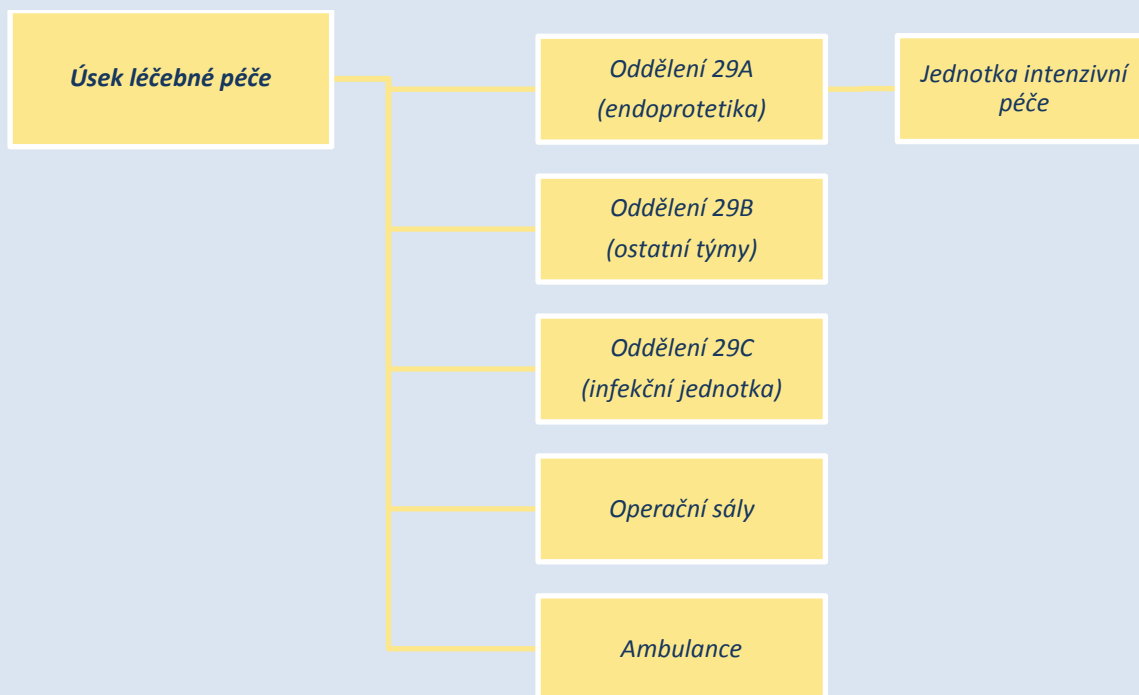 Úsek léčebné péče
Oddělení 29A
(endoprotetika)
Jednotka intenzivní
péče
Oddělení 29B
(ostatní týmy)
Oddělení 29C
(infekční jednotka)
Operační sály
Ambulance